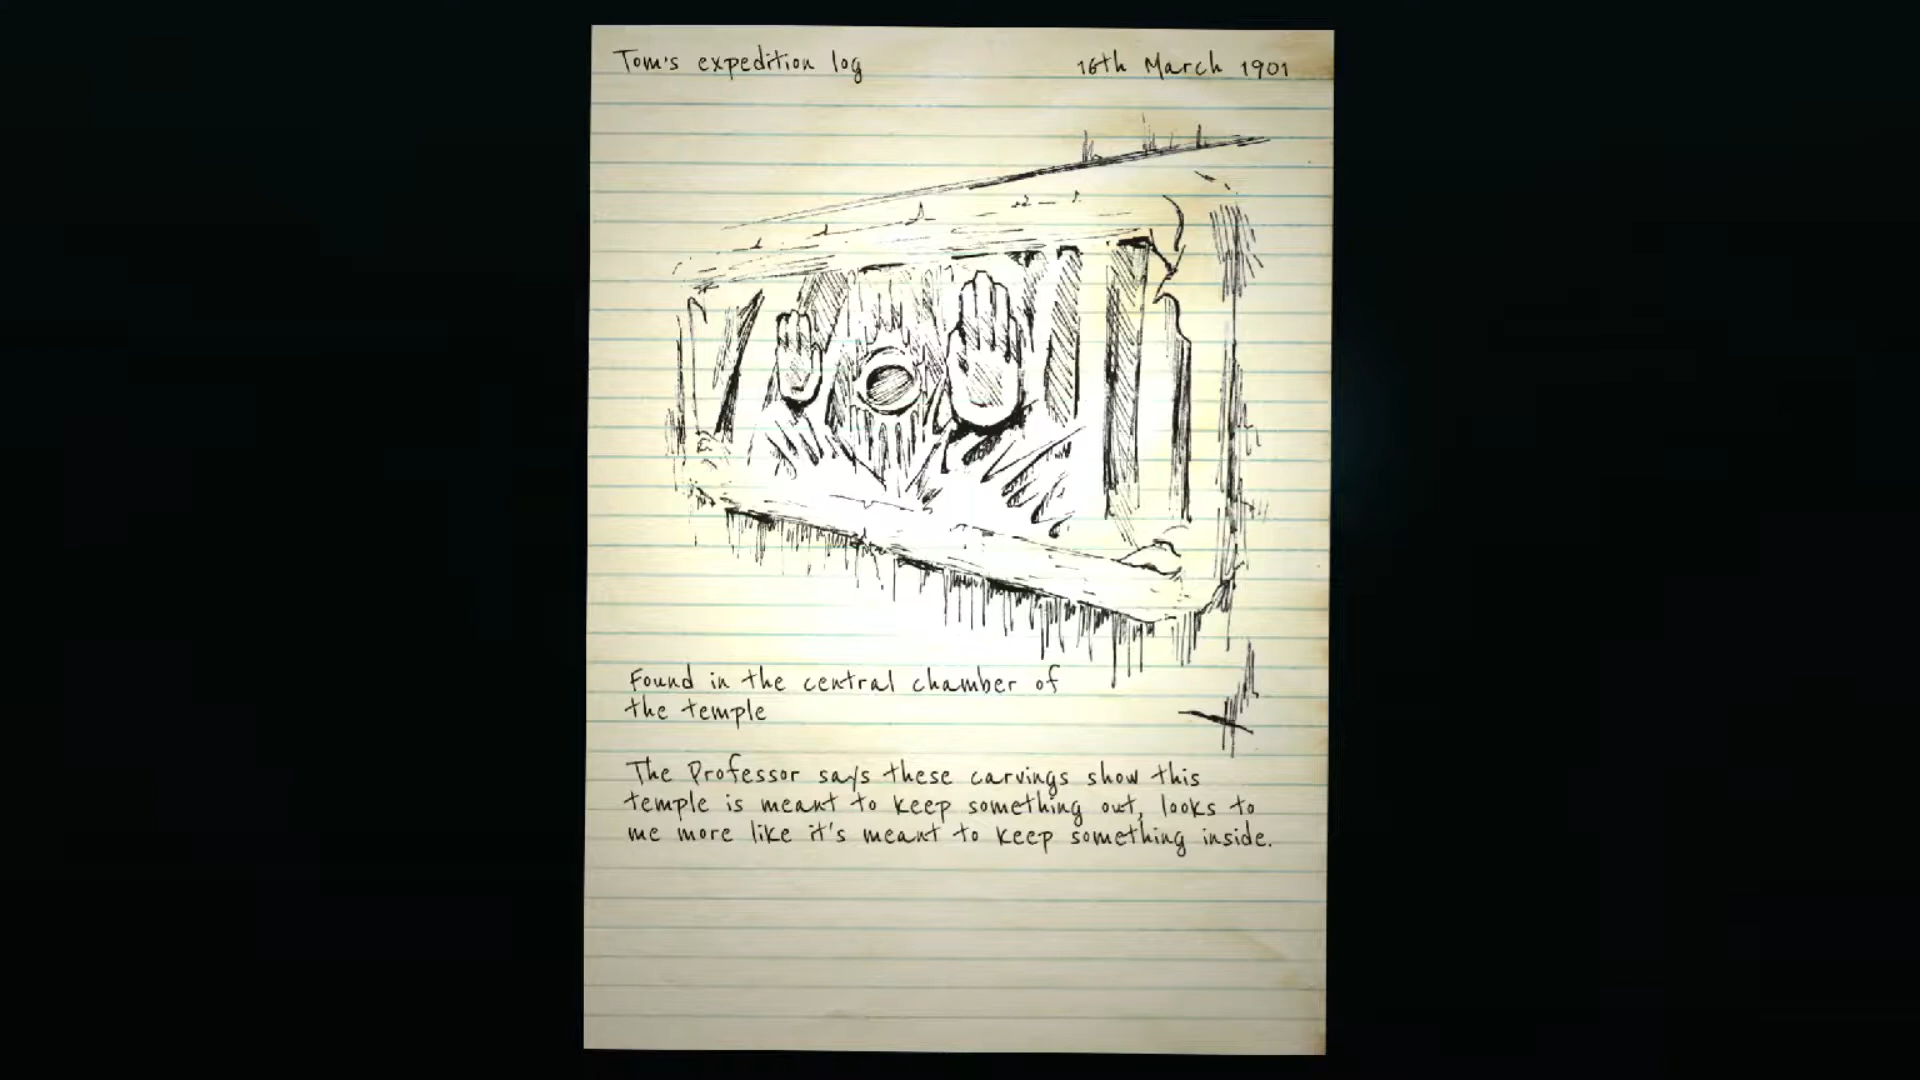 Tom's expedition log 16th March 1901
Found in the central chamber of
the temple
The Professor says these carvings show this
temple is meant to keep something out, looks to
me more like it's meant to keep something inside.